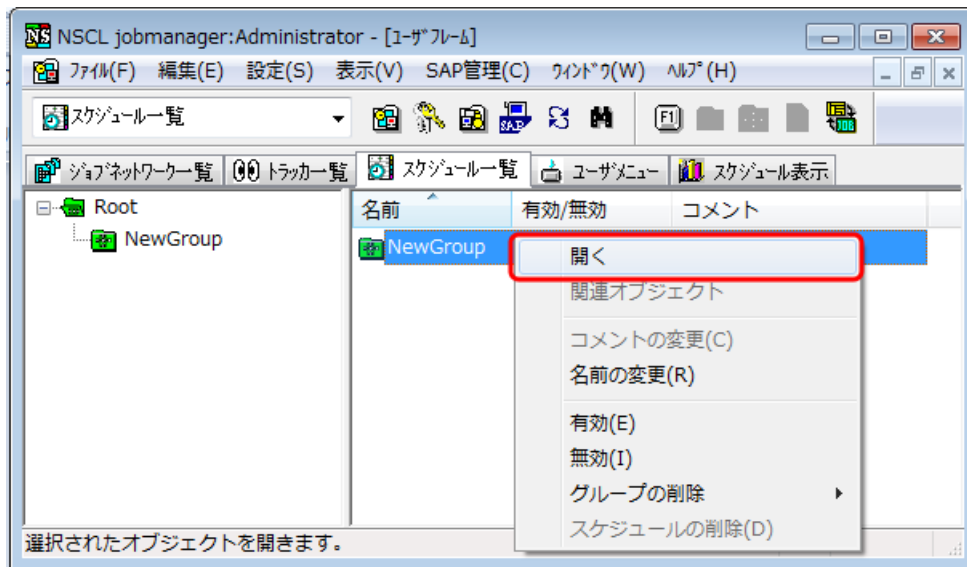 NS NSCL jobmanager:Administrator - [ﾕｰｻﾞﾌﾚｰﾑ]
ﾌｧｲﾙ(F) 編集(E) 設定(S) 表示(V) SAP管理(C) ｳｨﾝﾄﾞｳ(W) ﾍﾙﾌﾟ(H)
スケジュール一覧 SAP F1 JOB
ジョブネットワーク一覧 トラッカ一覧 スケジュール一覧 ユーザメニュー スケジュール表示
Root
NewGroup
名前 有効/無効 コメント
NewGroup
開く
関連オブジェクト
コメントの変更(C)
名前の変更(R)
有効(E)
無効(I)
グループの削除
スケジュールの削除(D)
選択されたオブジェクトを開きます。